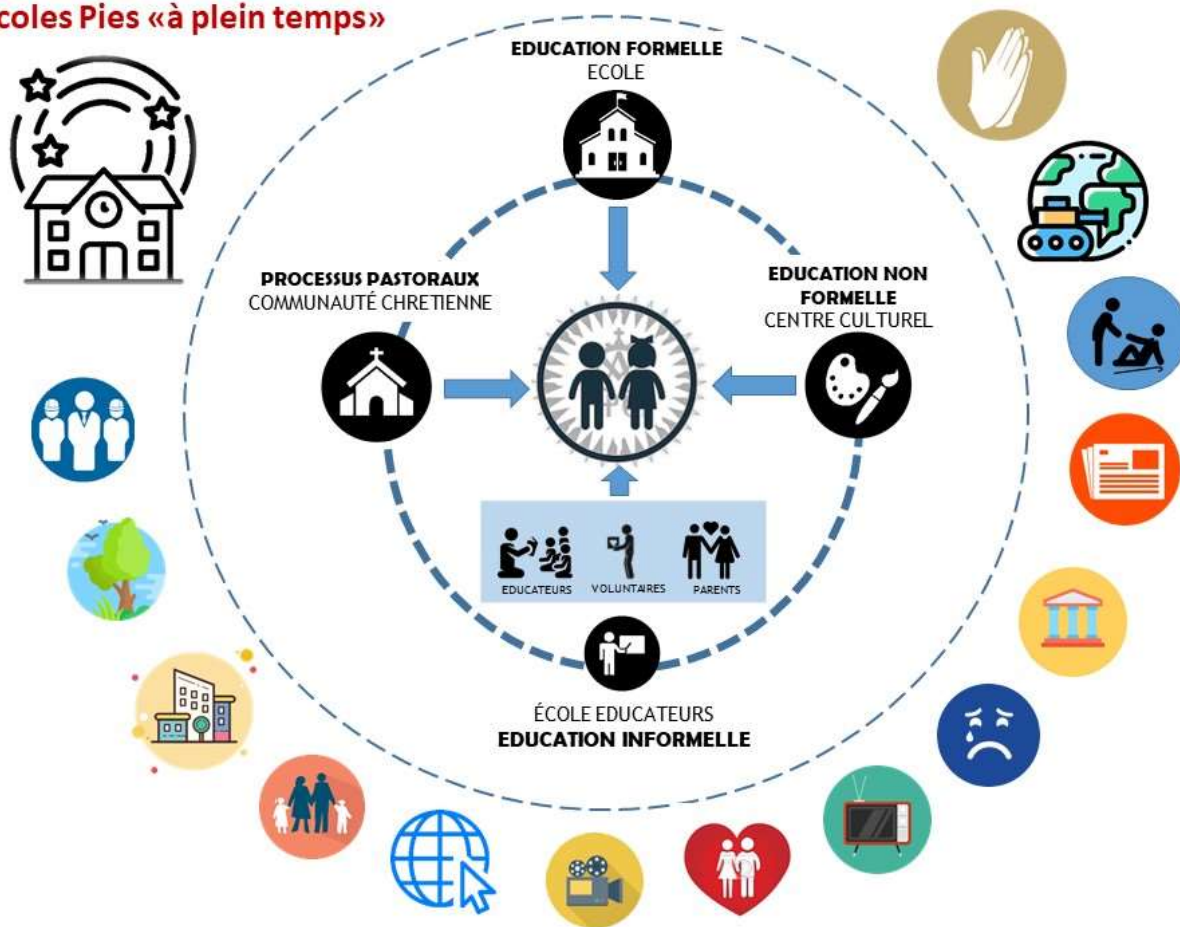 coles Pies «à plein temps»
EDUCATION FORMELLE
ECOLE
PROCESSUS PASTORAUX
COMMUNAUTÉ CHRETIENNE
EDUCATION NON
FORMELLE
CENTRE CULTUREL
EDUCATEURS
VOLUNTAIRES
PARENTS
ÉCOLE EDUCATEURS
EDUCATION INFORMELLE